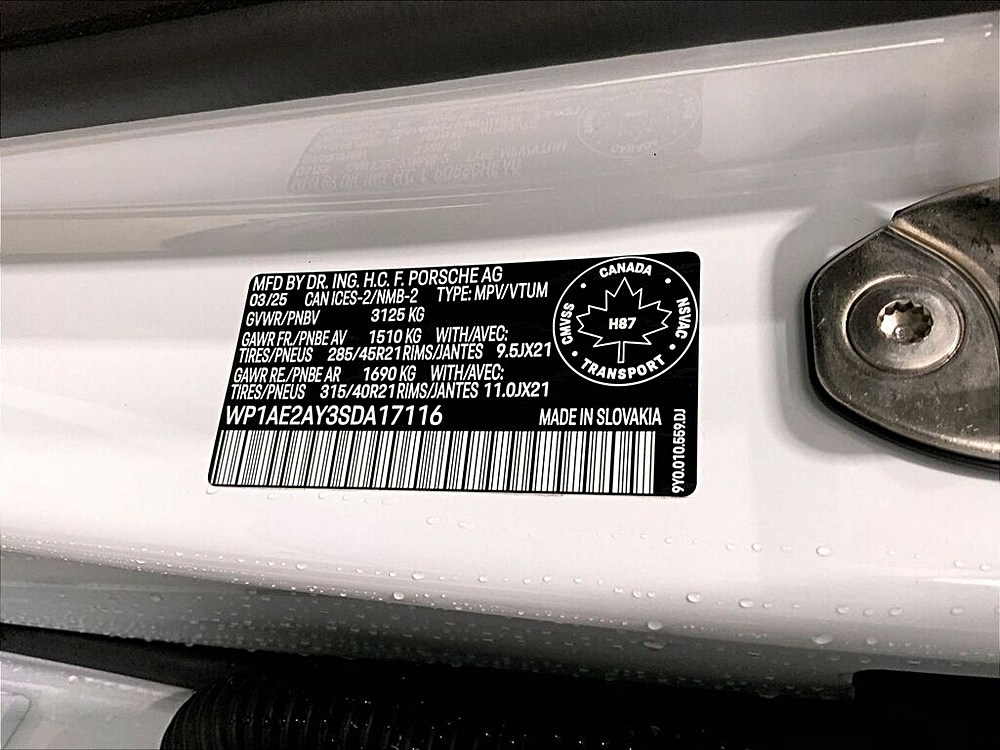 MFD BY DR. ING. H.C. F. PORSCHE AG
03/25 CAN ICES-2/NMB-2 TYPE: MPV/VTUM
GVWR/PNBV 3125 KG
GAWR FR./PNBE AV 1510 KG WITH/AVEC:
TIRES/PNEUS 285/45R21 RIMS/JANTES 9.5JX21
GAWR RE./PNBE AR 1690 KG WITH/AVEC:
TIRES/PNEUS 315/40R21 RIMS/JANTES 11.0JX21
WP1AE2AY3SDA17116 MADE IN SLOVAKIA
CANADA
CMVSS
NSVAC
H87
TRANSPORT
9Y0.010.559.DJ